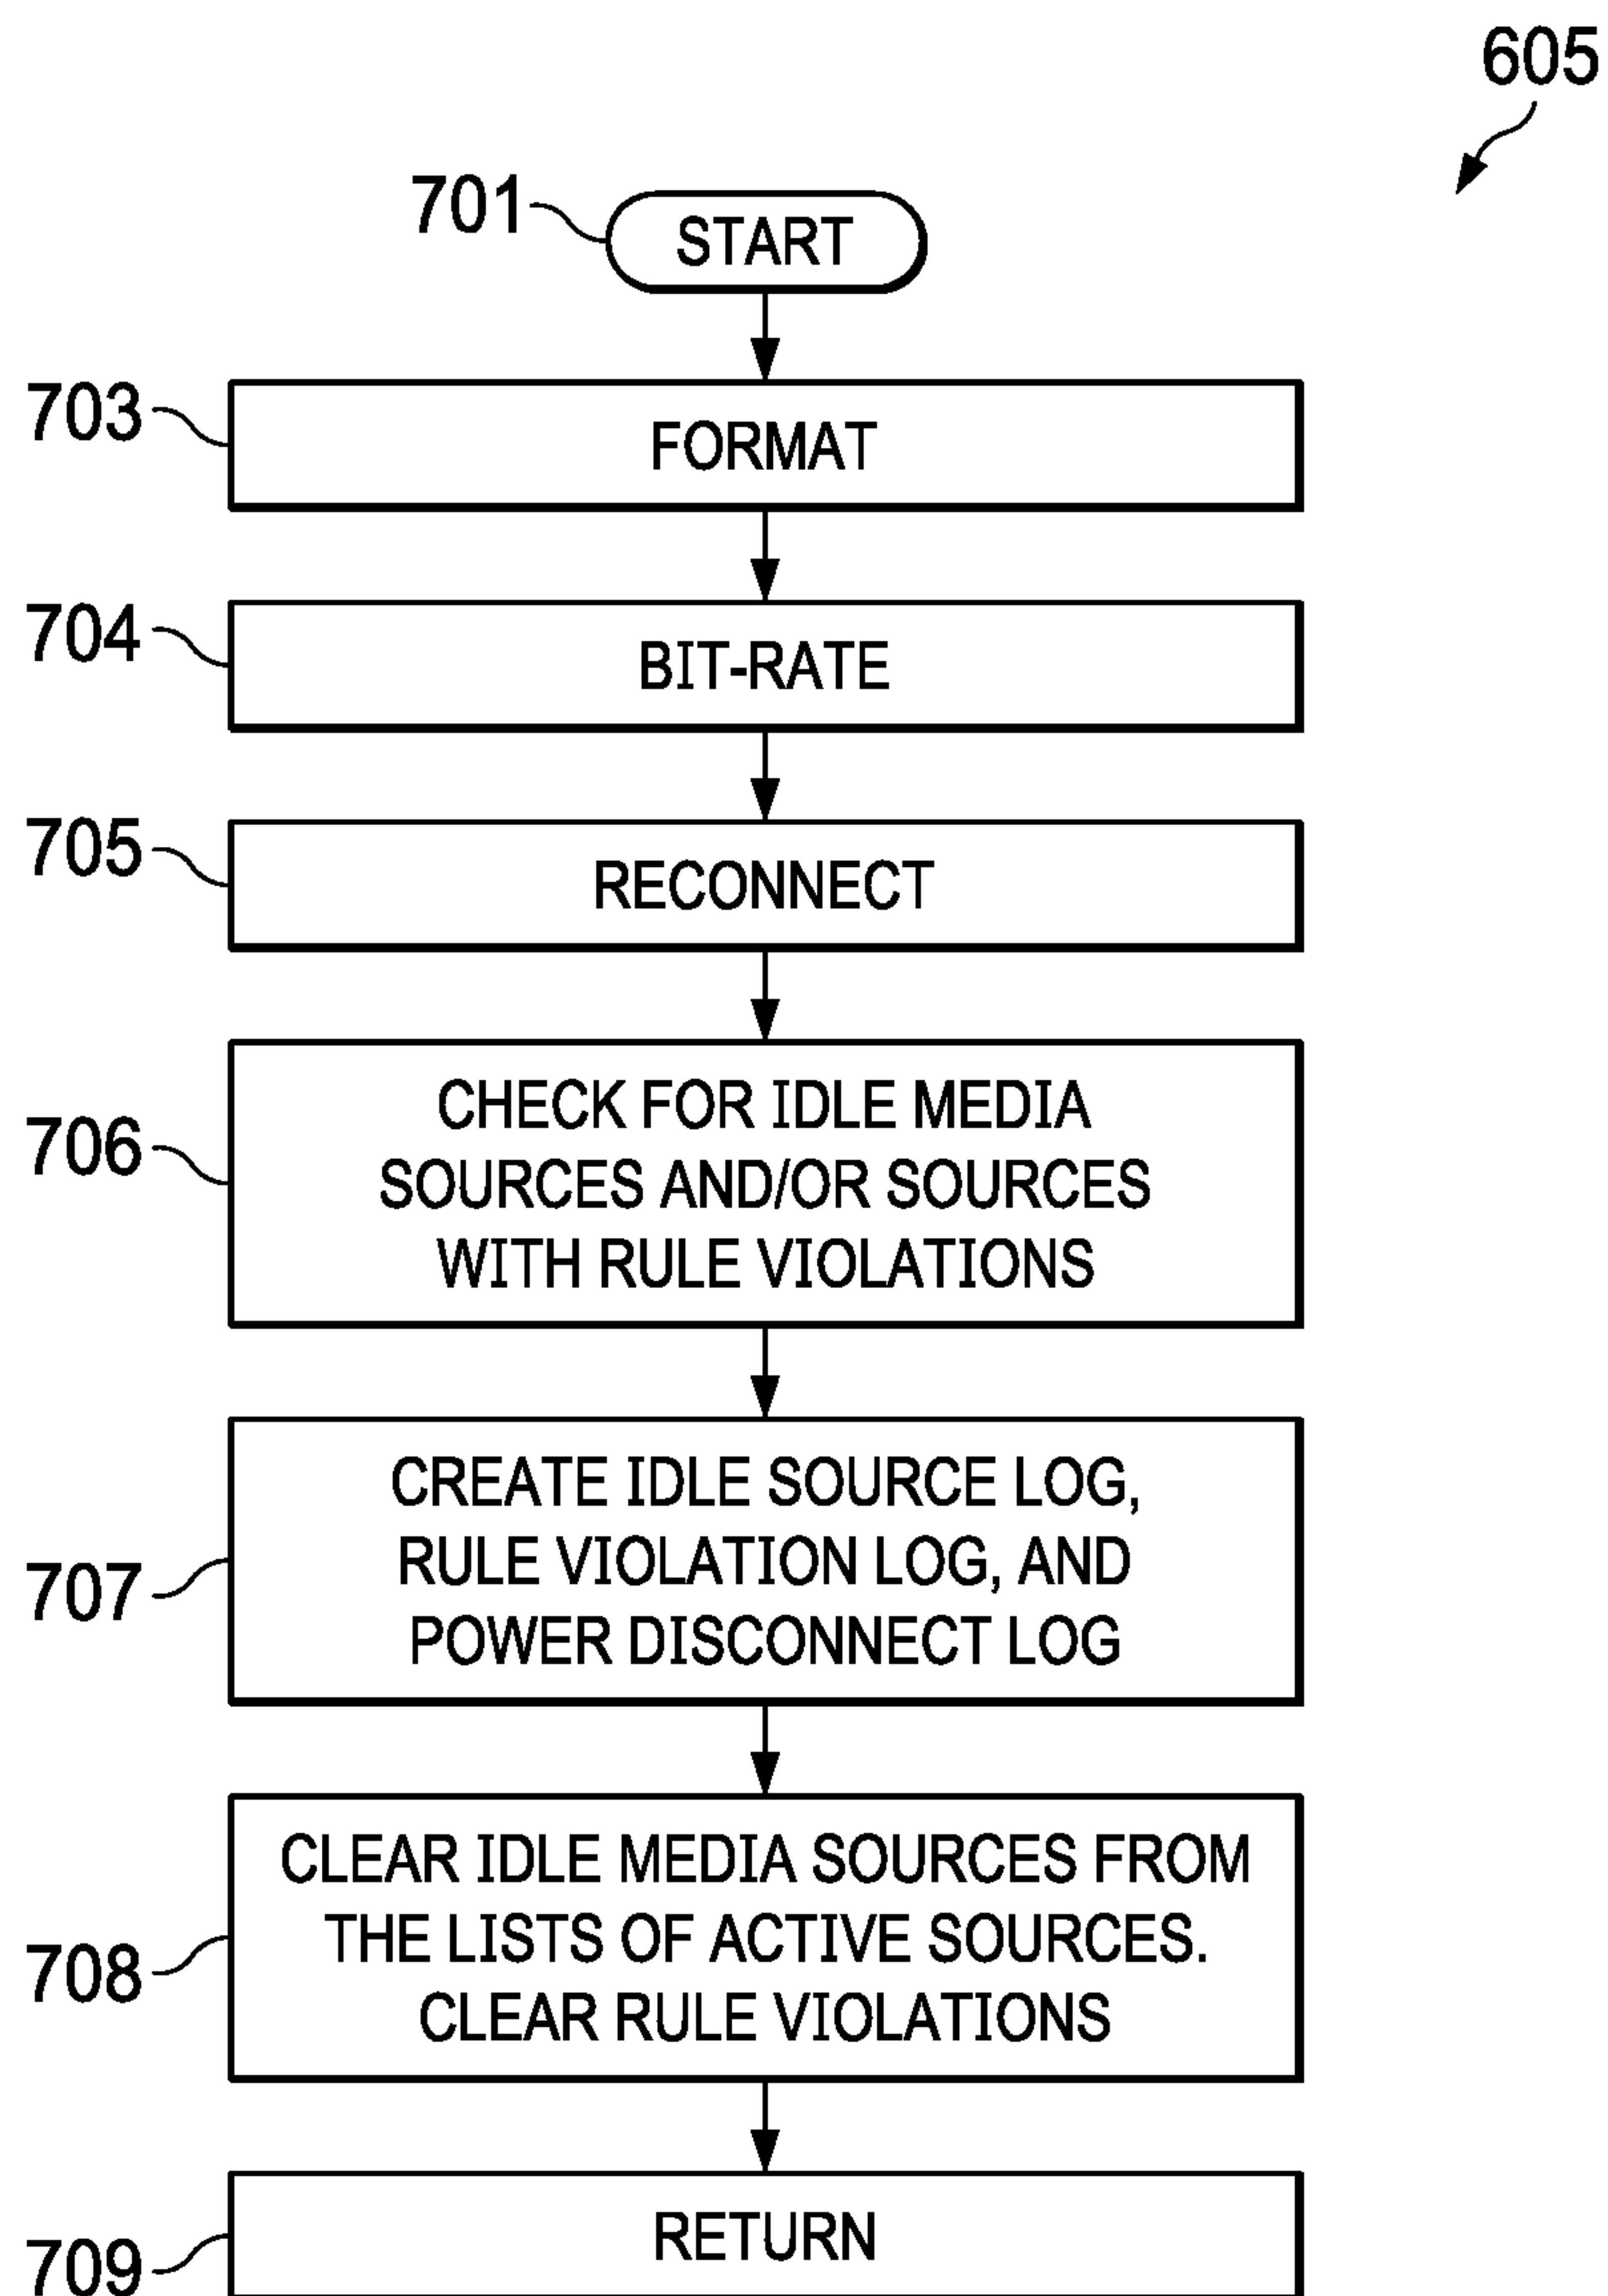 605
701
START
703
FORMAT
704
BIT-RATE
705
RECONNECT
706
CHECK FOR IDLE MEDIA
SOURCES AND/OR SOURCES
WITH RULE VIOLATIONS
707
CREATE IDLE SOURCE LOG,
RULE VIOLATION LOG, AND
POWER DISCONNECT LOG
708
CLEAR IDLE MEDIA SOURCES FROM
THE LISTS OF ACTIVE SOURCES.
CLEAR RULE VIOLATIONS
709
RETURN